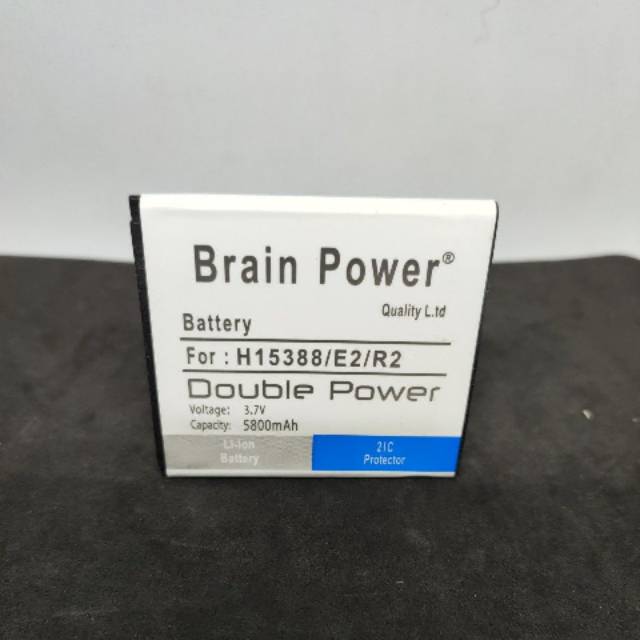 Brain Power®
Quality L.td
Battery
For : H15388/E2/R2
Double Power
Voltage: 3.7V
Capacity: 5800mAh
Li-ion
Battery
2IC
Protector